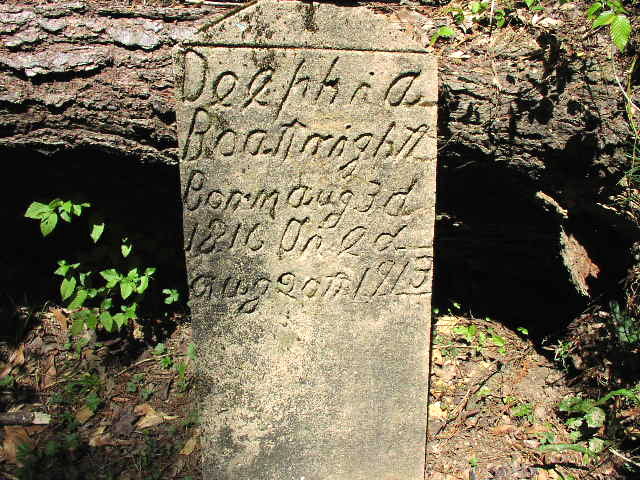 Delphia
Boatright
born aug 3d
1816 Died
aug 20th 1913